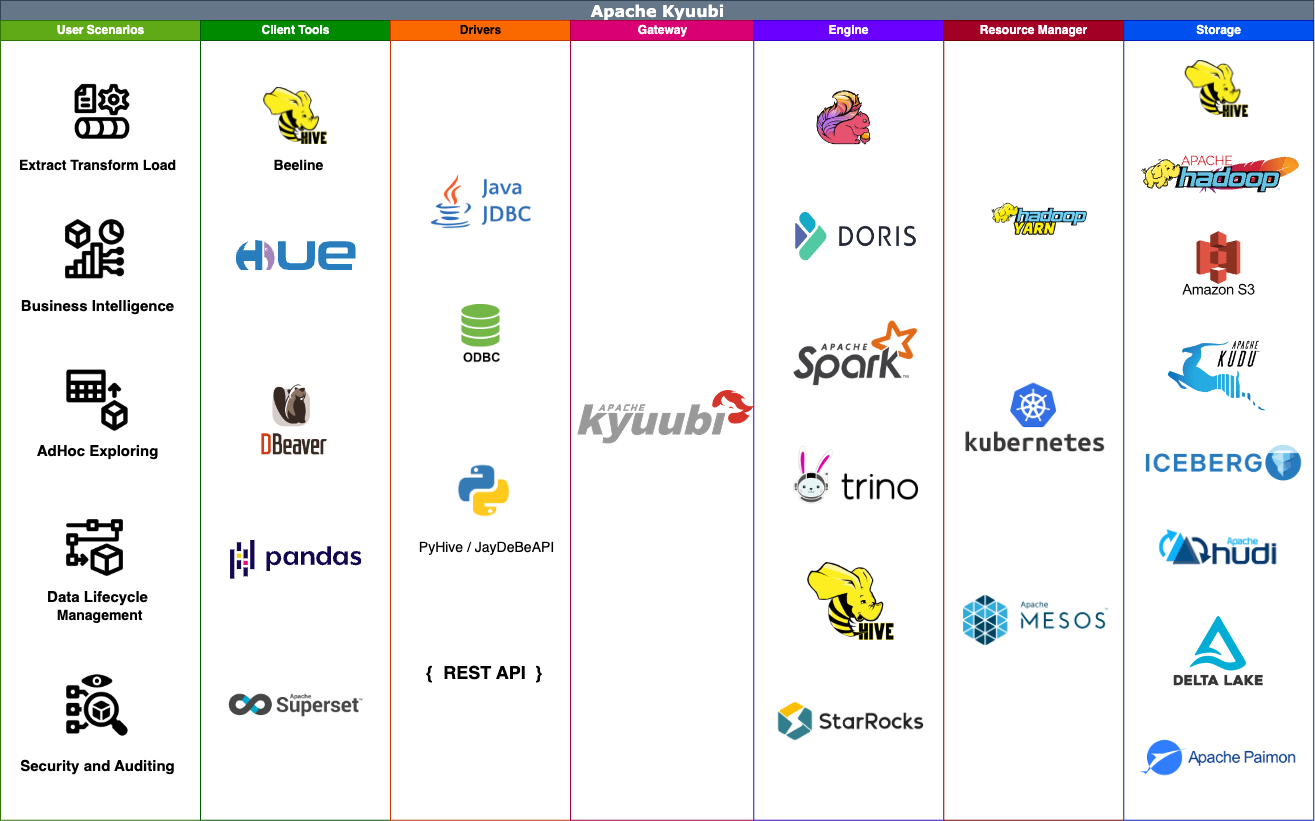 Apache Kyuubi
User Scenarios
Client Tools
Drivers
Gateway
Engine
Resource Manager
Storage
Extract Transform Load
Business Intelligence
AdHoc Exploring
Data Lifecycle
Management
Security and Auditing
HIVE
Beeline
HUE
DBeaver
pandas
Apache
Superset™
Java
JDBC
ODBC
PyHive / JayDeBeAPI
{ REST API }
APACHE
kyuubi
DORIS
APACHE
Spark™
trino
HIVE
StarRocks
hadoop
YARN
kubernetes
Apache
MESOS™
HIVE
APACHE
hadoop
Amazon S3
APACHE
KUDU
ICEBERG
Apache
hudi
DELTA LAKE
Apache Paimon